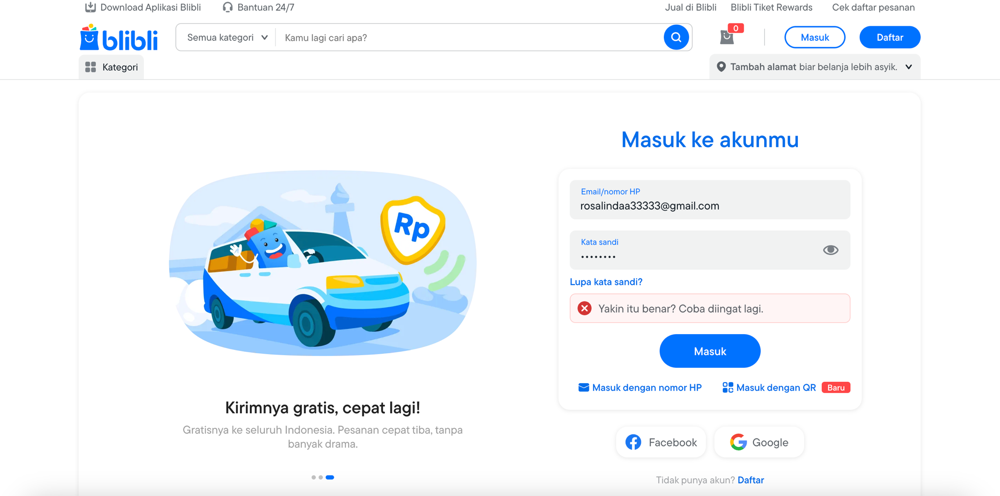 Download Aplikasi Blibli
Bantuan 24/7
Jual di Blibli
Blibli Tiket Rewards
Cek daftar pesanan
blibli
Semua kategori
Kamu lagi cari apa?
0
Masuk
Daftar
Kategori
Tambah alamat biar belanja lebih asyik.
Rp
Kirimnya gratis, cepat lagi!
Gratisnya ke seluruh Indonesia. Pesanan cepat tiba, tanpa
banyak drama.
Masuk ke akunmu
Email/nomor HP
rosalindaa33333@gmail.com
Kata sandi
••••••••
Lupa kata sandi?
Yakin itu benar? Coba diingat lagi.
Masuk
Masuk dengan nomor HP
Masuk dengan QR Baru
Facebook
Google
Tidak punya akun? Daftar